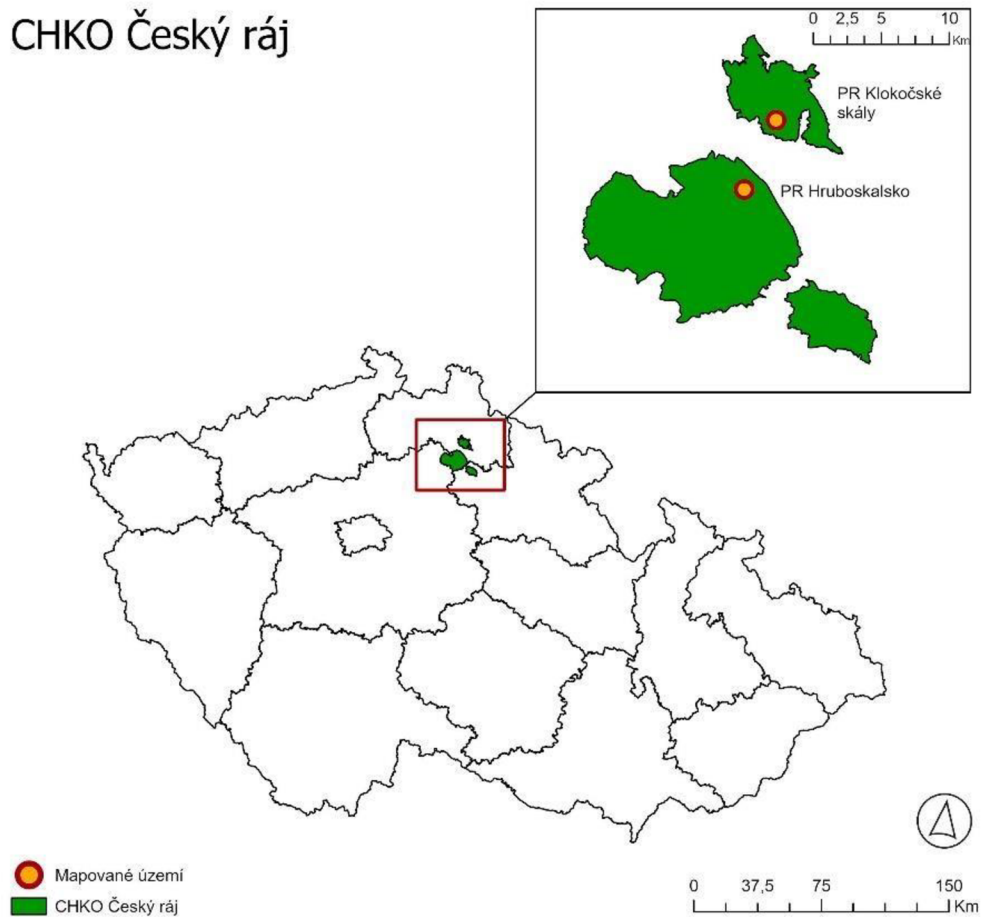 CHKO Český ráj
0 2,5 5 10
Km
PR Klokočské
skály
PR Hruboskalsko
Mapované území
CHKO Český ráj
0 37,5 75 150
Km